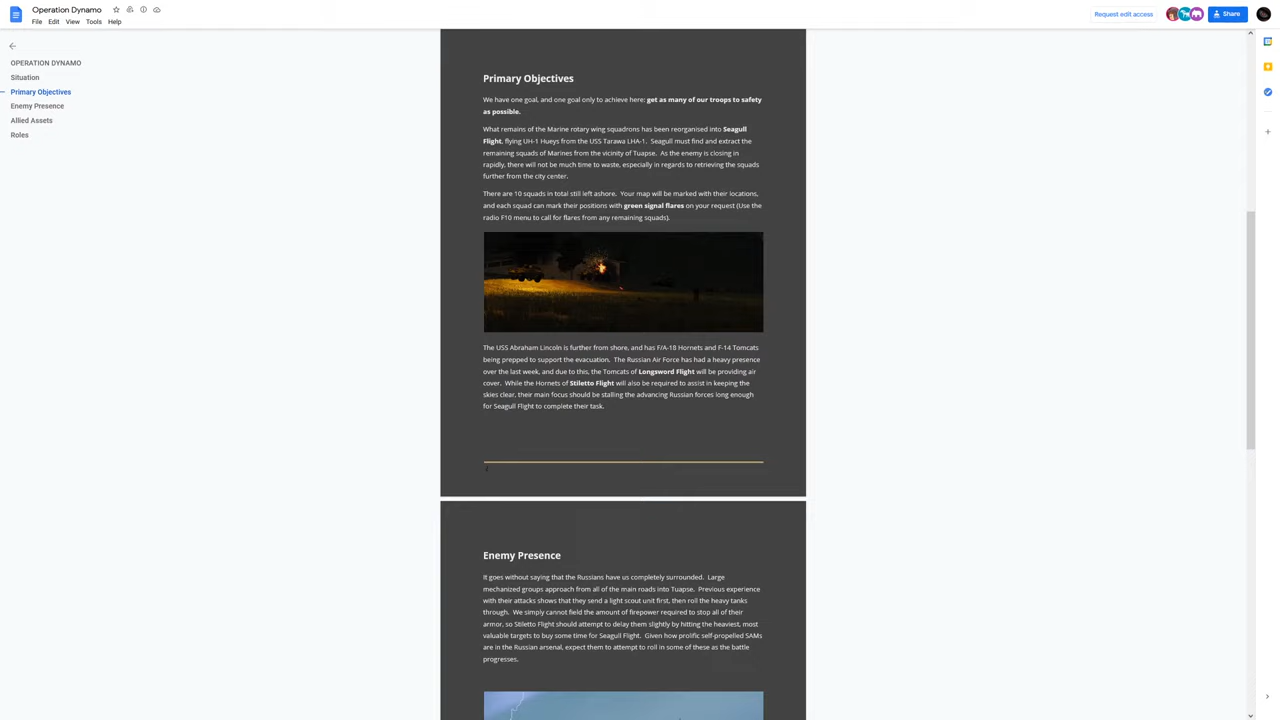 Operation Dynamo
File Edit View Tools Help
Request edit access
Share
OPERATION DYNAMO
Situation
Primary Objectives
Enemy Presence
Allied Assets
Roles
Primary Objectives
We have one goal, and one goal only to achieve here: get as many of our troops to safety
as possible.
What remains of the Marine rotary wing squadrons has been reorganised into Seagull
Flight, flying UH-1 Hueys from the USS Tarawa LHA-1. Seagull must find and extract the
remaining squads of Marines from the vicinity of Tuapse. As the enemy is closing in
rapidly, there will not be much time to waste, especially in regards to retrieving the squads
further from the city center.
There are 10 squads in total still left ashore. Your map will be marked with their locations,
and each squad can mark their positions with green signal flares on your request (Use the
radio F10 menu to call for flares from any remaining squads).
The USS Abraham Lincoln is further from shore, and has F/A-18 Hornets and F-14 Tomcats
being prepped to support the evacuation. The Russian Air Force has had a heavy presence
over the last week, and due to this, the Tomcats of Longsword Flight will be providing air
cover. While the Hornets of Stiletto Flight will also be required to assist in keeping the
skies clear, their main focus should be stalling the advancing Russian forces long enough
for Seagull Flight to complete their task.
Enemy Presence
It goes without saying that the Russians have us completely surrounded. Large
mechanized groups approach from all of the main roads into Tuapse. Previous experience
with their attacks shows that they send a light scout unit first, then roll the heavy tanks
through. We simply cannot field the amount of firepower required to stop all of their
armor, so Stiletto Flight should attempt to delay them slightly by hitting the heaviest, most
valuable targets to buy some time for Seagull Flight. Given how prolific self-propelled SAMs
are in the Russian arsenal, expect them to attempt to roll in some of these as the battle
progresses.